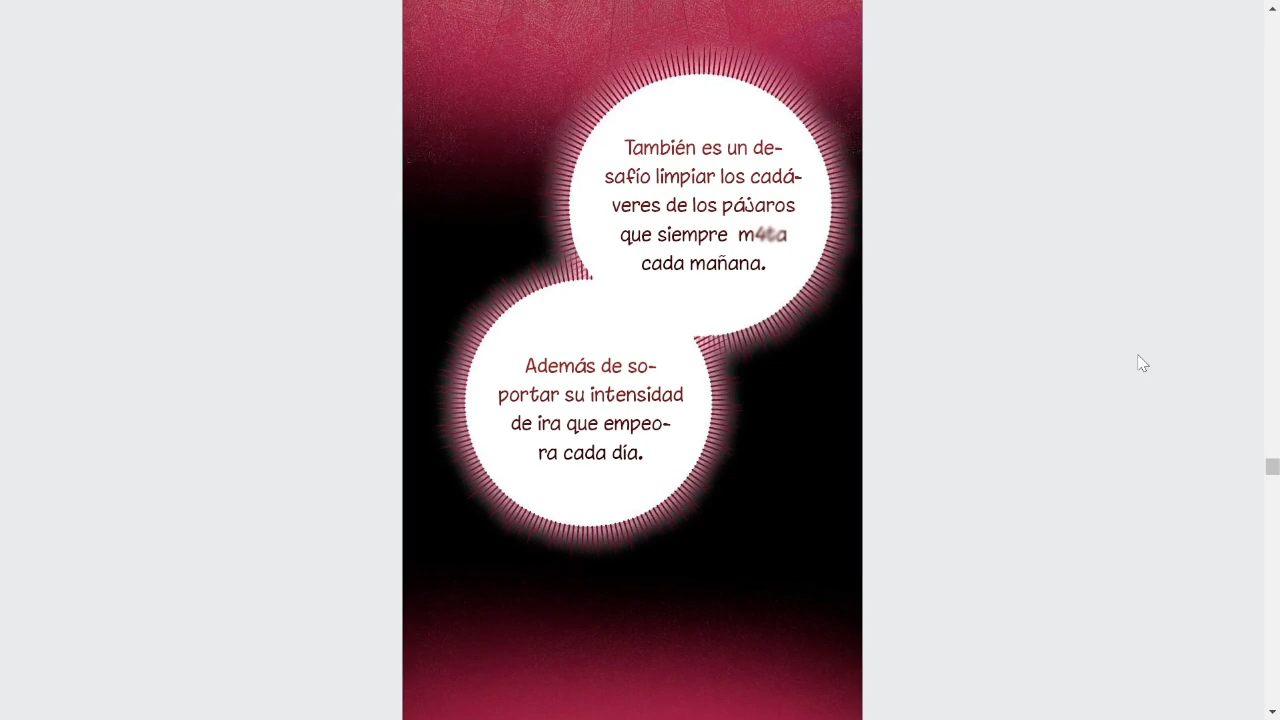 También es un de-
safío limpiar los cadá-
veres de los pájaros
que siempre m4ta
cada mañana.
Además de so-
portar su intensidad
de ira que empeo-
ra cada día.